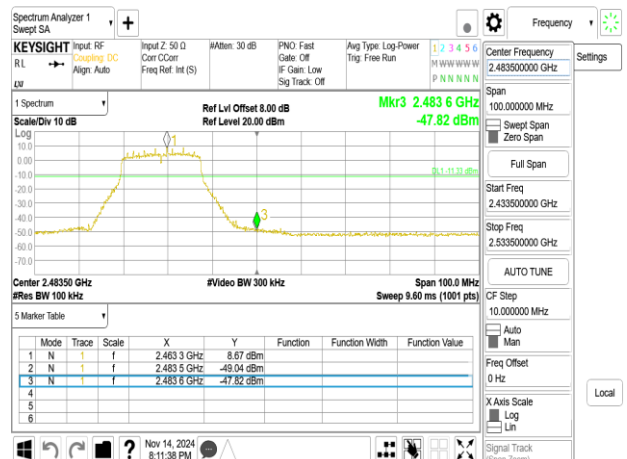 Spectrum Analyzer 1
Swept SA
Frequency
KEYSIGHT
RL
LXI
Input: RF
Coupling: DC
Align: Auto
Input Z: 50 Ω
Corr CCorr
Freq Ref: Int (S)
#Atten: 30 dB
PNO: Fast
Gate: Off
IF Gain: Low
Sig Track: Off
Avg Type: Log-Power
Trig: Free Run
1 2 3 4 5 6
M W W W W W
P N N N N N
Center Frequency
2.483500000 GHz
Settings
1 Spectrum
Scale/Div 10 dB
Ref Lvl Offset 8.00 dB
Ref Level 20.00 dBm
Mkr3 2.483 6 GHz
-47.82 dBm
Span
100.000000 MHz
Swept Span
Zero Span
Full Span
Start Freq
2.433500000 GHz
Stop Freq
2.533500000 GHz
AUTO TUNE
CF Step
10.000000 MHz
Auto
Man
Freq Offset
0 Hz
X Axis Scale
Log
Lin
Signal Track
(Span Zoom)
Local
Log
10.0
0.00
-10.0
-20.0
-30.0
-40.0
-50.0
-60.0
-70.0
1
3
DL1 -11.33 dBm
Center 2.48350 GHz
#Video BW 300 kHz
Span 100.0 MHz
#Res BW 100 kHz
Sweep 9.60 ms (1001 pts)
5 Marker Table
Mode Trace Scale X Y Function Function Width Function Value
1 N 1 f 2.463 3 GHz 8.67 dBm
2 N 1 f 2.483 5 GHz -49.04 dBm
3 N 1 f 2.483 6 GHz -47.82 dBm
4
5
6
?
Nov 14, 2024
8:11:38 PM